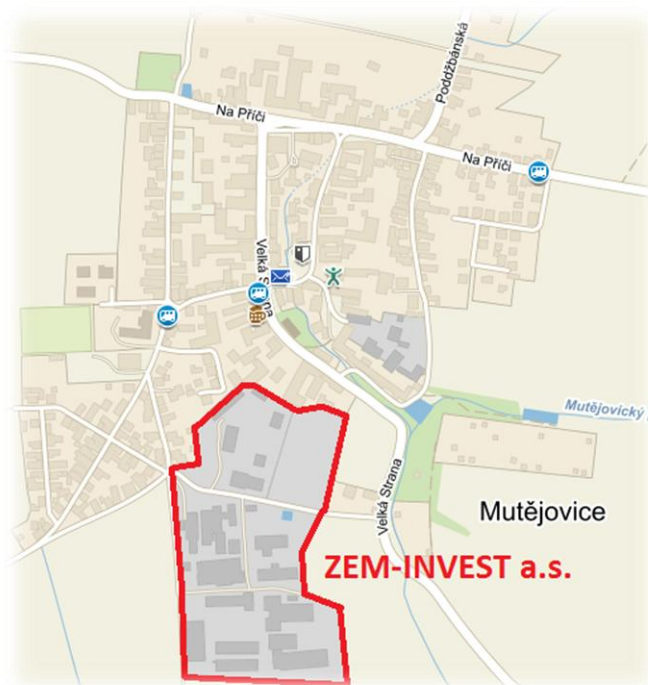 Poddžbánská
Na Příči
Na Příči
Velká Strana
Mutějovický
Velká Strana
Mutějovice
ZEM-INVEST a.s.